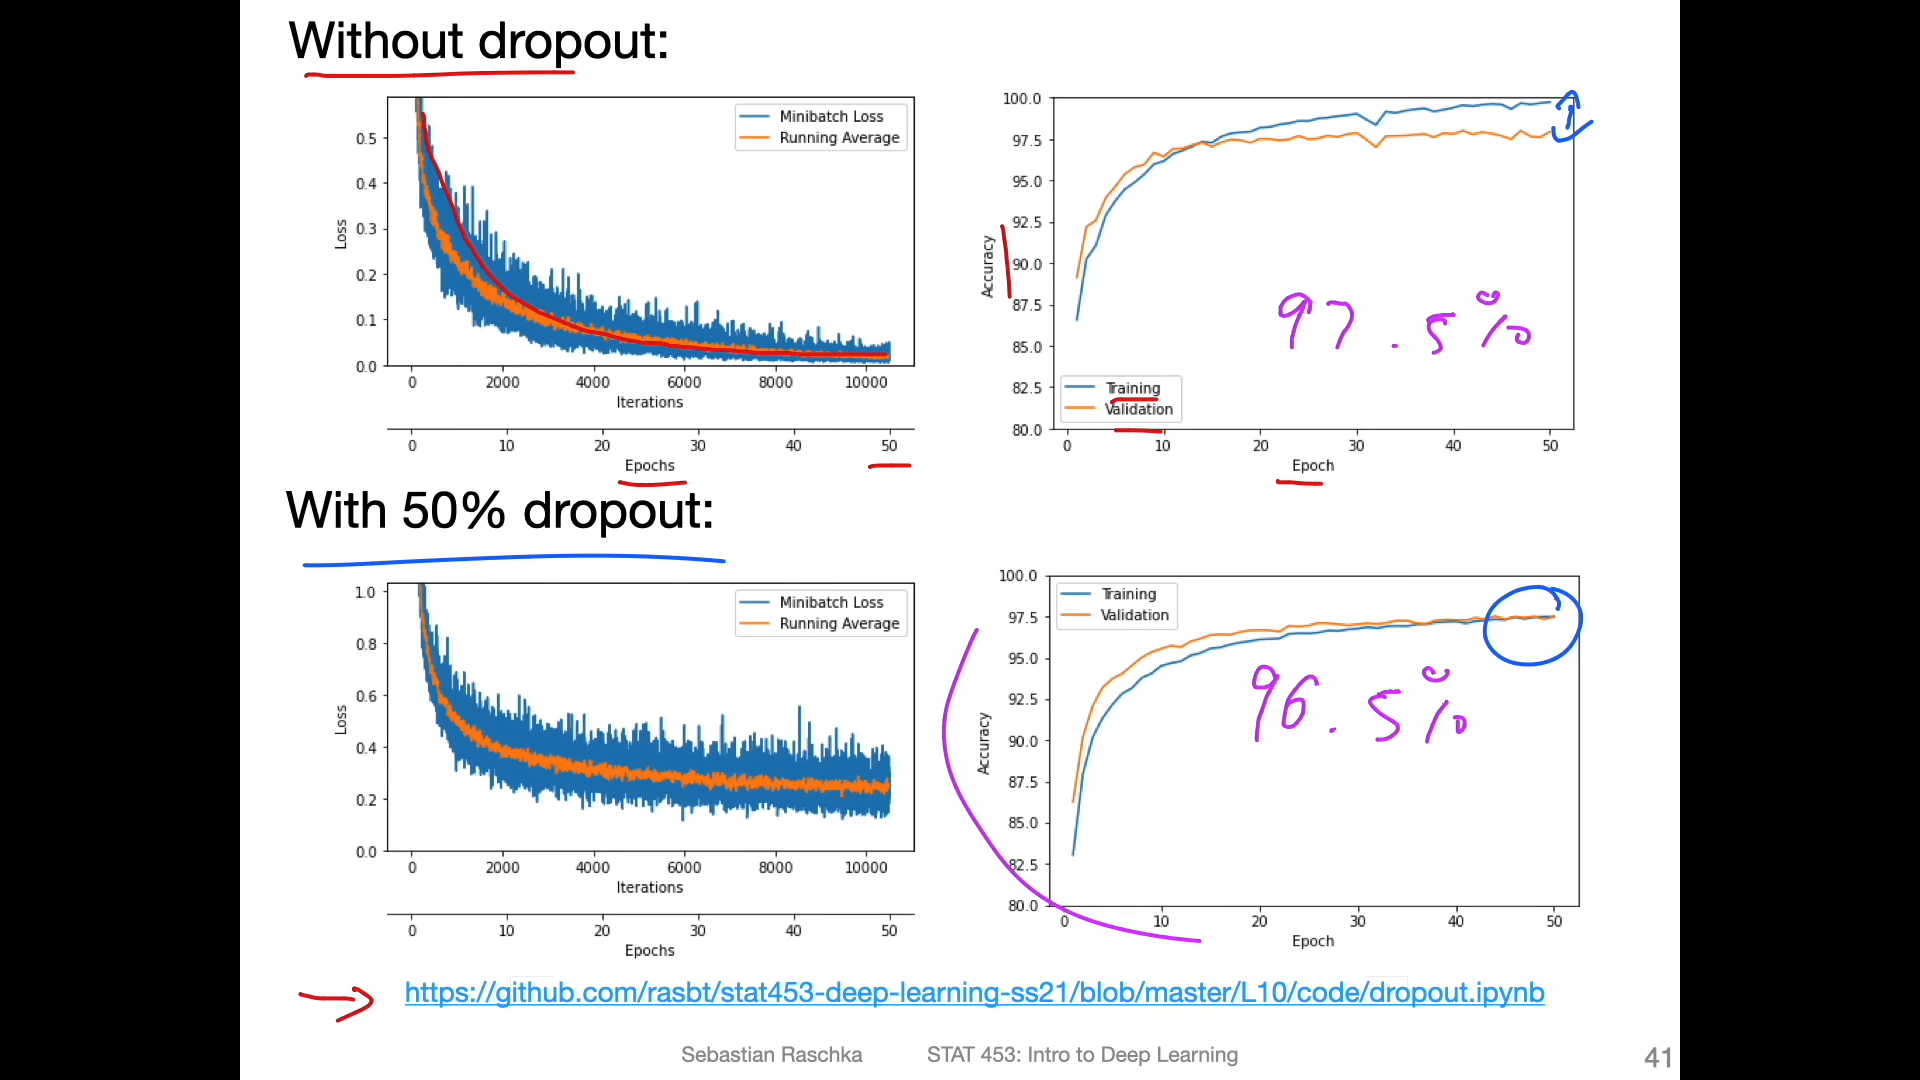 Without dropout:
0.5
0.4
0.3
0.2
0.1
0.0
Loss
Minibatch Loss
Running Average
0 2000 4000 6000 8000 10000
Iterations
0 10 20 30 40 50
Epochs
100.0
97.5
95.0
92.5
90.0
87.5
85.0
82.5
80.0
Accuracy
97.5%
Training
Validation
0 10 20 30 40 50
Epoch
With 50% dropout:
1.0
0.8
0.6
0.4
0.2
0.0
Loss
Minibatch Loss
Running Average
0 2000 4000 6000 8000 10000
Iterations
0 10 20 30 40 50
Epochs
100.0
97.5
95.0
92.5
90.0
87.5
85.0
82.5
80.0
Accuracy
Training
Validation
96.5%
0 10 20 30 40 50
Epoch
https://github.com/rasbt/stat453-deep-learning-ss21/blob/master/L10/code/dropout.ipynb
Sebastian Raschka STAT 453: Intro to Deep Learning 41